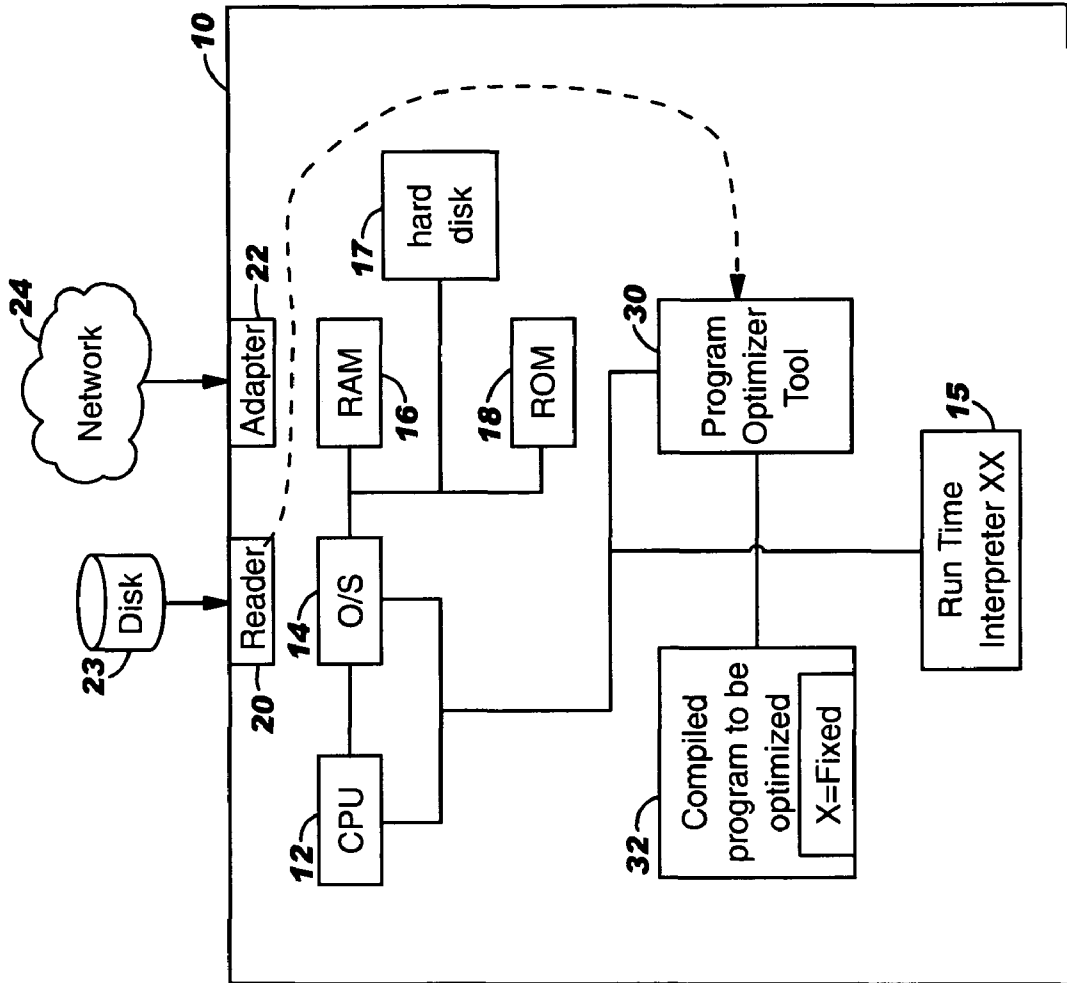 10
24
Network
22
Adapter
23
Disk
20
Reader
17
hard
disk
RAM
16
18
ROM
14
O/S
12
CPU
30
Program
Optimizer
Tool
32
Compiled
program to be
optimized
X=Fixed
15
Run Time
Interpreter XX